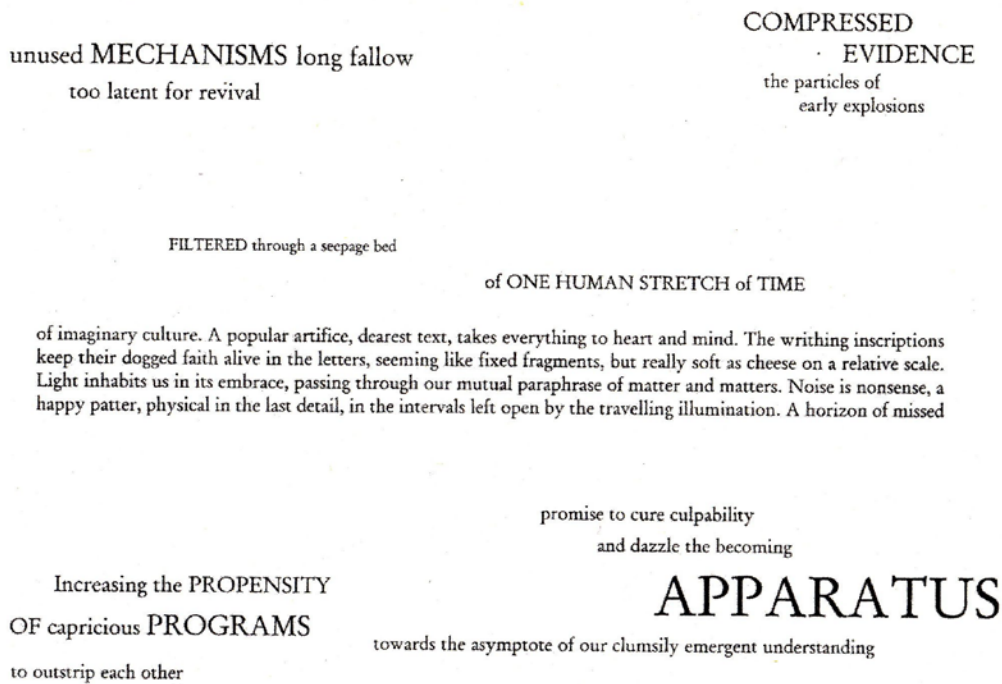 unused MECHANISMS long fallow
too latent for revival
COMPRESSED
EVIDENCE
the particles of
early explosions
FILTERED through a seepage bed
of ONE HUMAN STRETCH of TIME
of imaginary culture. A popular artifice, dearest text, takes everything to heart and mind. The writhing inscriptions
keep their dogged faith alive in the letters, seeming like fixed fragments, but really soft as cheese on a relative scale.
Light inhabits us in its embrace, passing through our mutual paraphrase of matter and matters. Noise is nonsense, a
happy patter, physical in the last detail, in the intervals left open by the travelling illumination. A horizon of missed
promise to cure culpability
and dazzle the becoming
APPARATUS
towards the asymptote of our clumsily emergent understanding
Increasing the PROPENSITY
OF capricious PROGRAMS
to outstrip each other